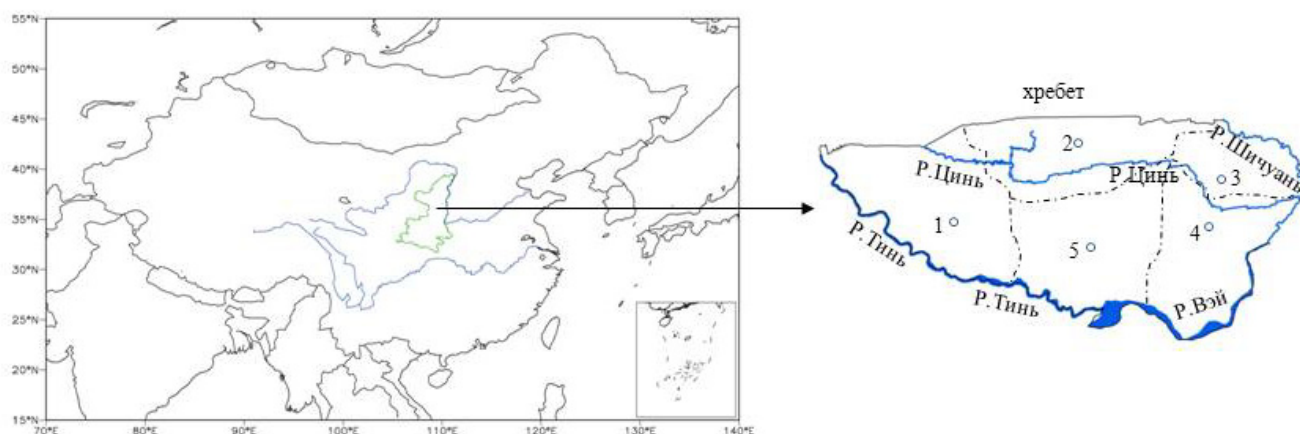 55°N
50°N
45°N
40°N
35°N
30°N
25°N
20°N
15°N
70°E
80°E
90°E
100°E
110°E
120°E
130°E
140°E
хребет
2
Р.Шичуань
Р.Цинь
Р.Цинь
3
1
4
Р.Тинь
5
Р.Тинь
Р.Вэй